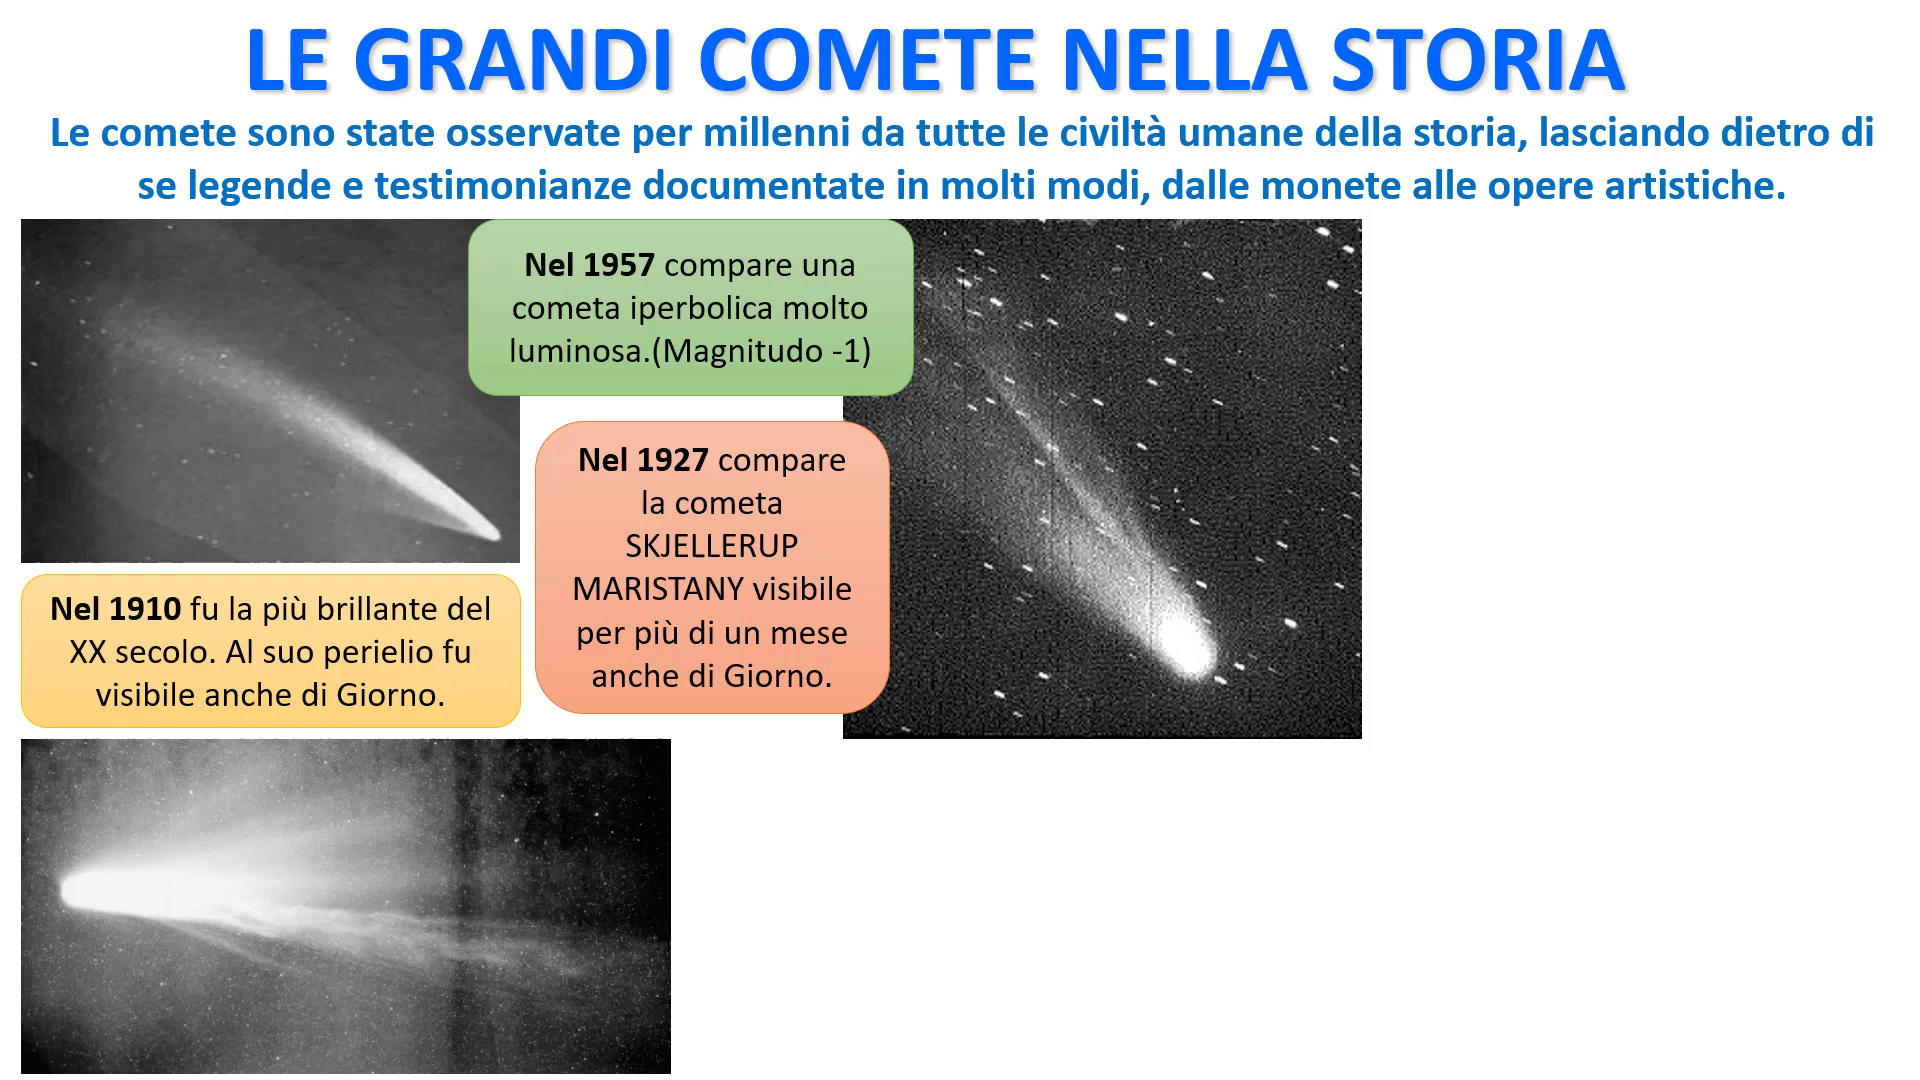 LE GRANDI COMETE NELLA STORIA
Le comete sono state osservate per millenni da tutte le civiltà umane della storia, lasciando dietro di
se legende e testimonianze documentate in molti modi, dalle monete alle opere artistiche.
Nel 1957 compare una
cometa iperbolica molto
luminosa.(Magnitudo -1)
Nel 1927 compare
la cometa
SKJELLERUP
MARISTANY visibile
per più di un mese
anche di Giorno.
Nel 1910 fu la più brillante del
XX secolo. Al suo perielio fu
visibile anche di Giorno.